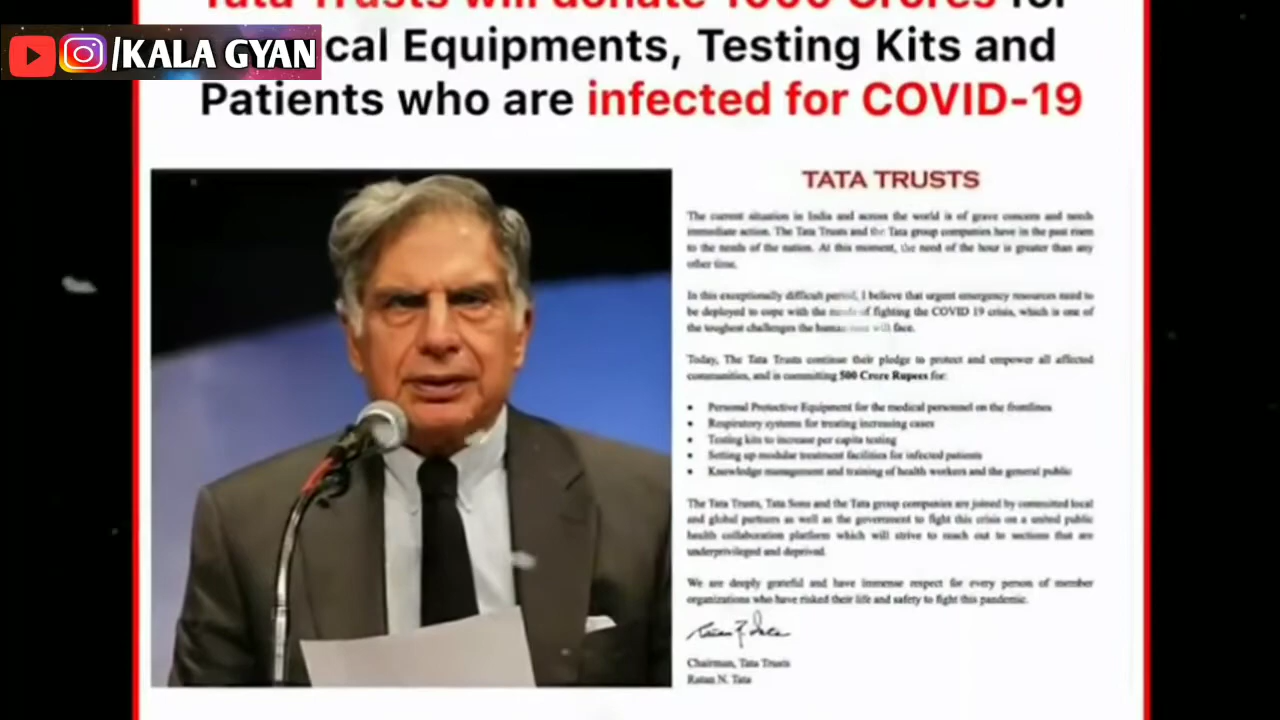 Tata Trusts will donate 1000 Crores for
/KALA GYAN
cal Equipments, Testing Kits and
Patients who are infected for COVID-19
TATA TRUSTS
The current situation in India and across the world is of grave concern and needs
immediate action. The Tata Trusts and the Tata group companies have in the past risen
to the needs of the nation. At this moment, the need of the hour is greater than any
other time.
In this exceptionally difficult period, I believe that urgent emergency resources need to
be deployed to cope with the needs of fighting the COVID 19 crisis, which is one of
the toughest challenges the human race will face.
Today, The Tata Trusts continue their pledge to protect and empower all affected
communities, and is committing 500 Crore Rupees for:
• Personal Protective Equipment for the medical personnel on the frontlines
• Respiratory systems for treating increasing cases
• Testing kits to increase per capita testing
• Setting up modular treatment facilities for infected patients
• Knowledge management and training of health workers and the general public
The Tata Trusts, Tata Sons and the Tata group companies are joined by committed local
and global partners as well as the government to fight this crisis on a united public
health collaboration platform which will strive to reach out to sections that are
underprivileged and deprived.
We are deeply grateful and have immense respect for every person of member
organizations who have risked their life and safety to fight this pandemic.
Chairman, Tata Trusts
Ratan N. Tata